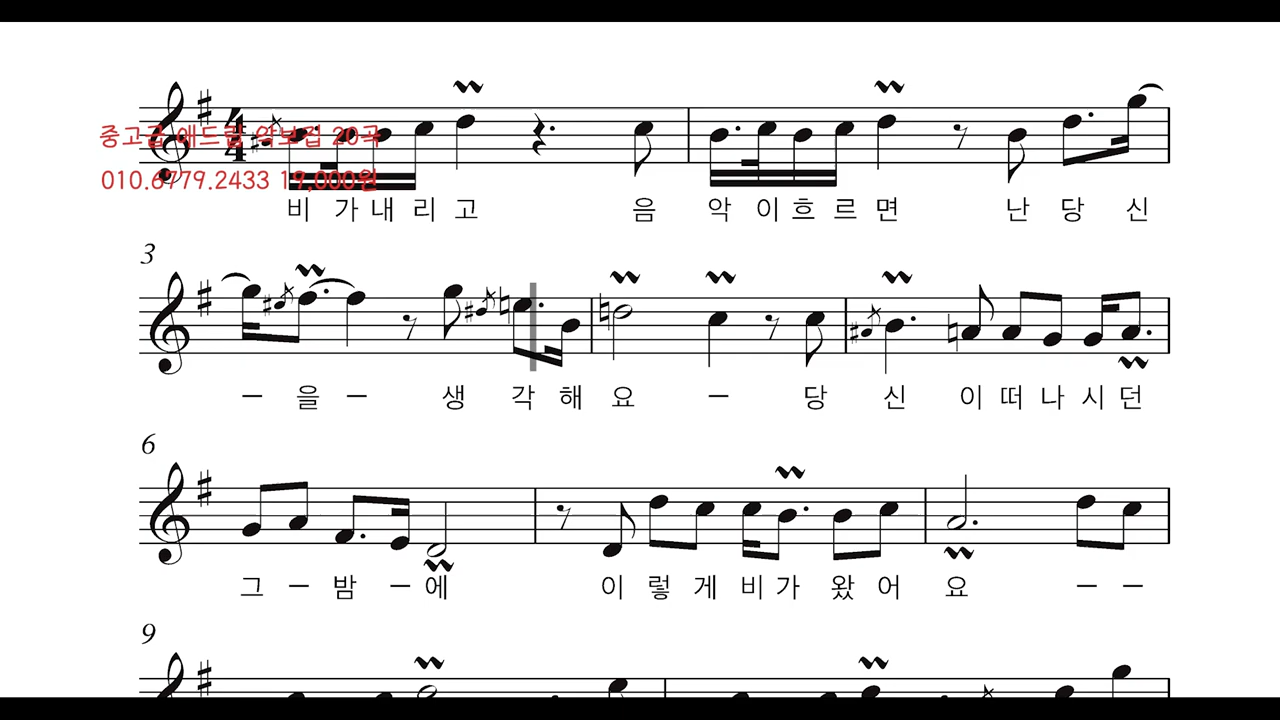 중고급 애드립 악보집 20곡
010.6779.2433 19,000원
비 가 내 리 고 음 악 이 흐 르 면 난 당 신
3
– 을 – 생 각 해 요 – 당 신 이 떠 나 시 던
6
그 – 밤 – 에 이 렇 게 비 가 왔 어 요 – –
9